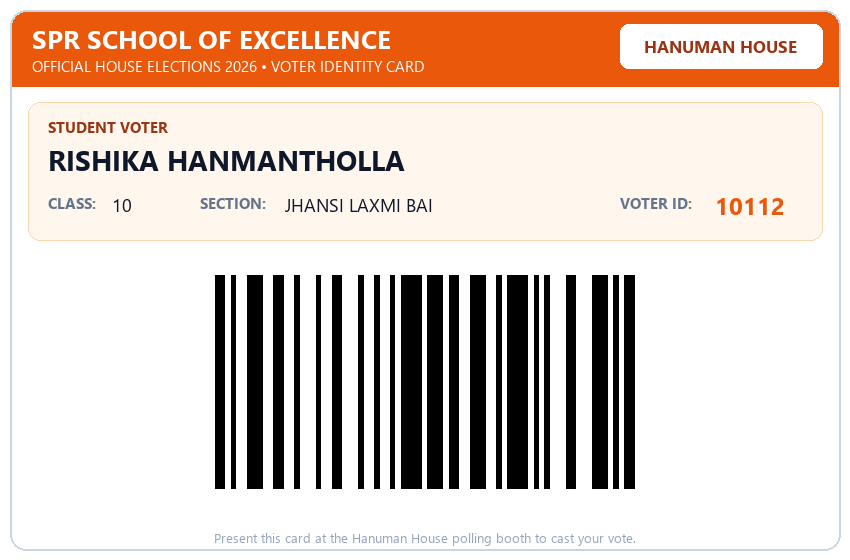 SPR SCHOOL OF EXCELLENCE
OFFICIAL HOUSE ELECTIONS 2026 • VOTER IDENTITY CARD
HANUMAN HOUSE
STUDENT VOTER
RISHIKA HANMANTHOLLA
CLASS: 10 SECTION: JHANSI LAXMI BAI VOTER ID: 10112
Present this card at the Hanuman House polling booth to cast your vote.